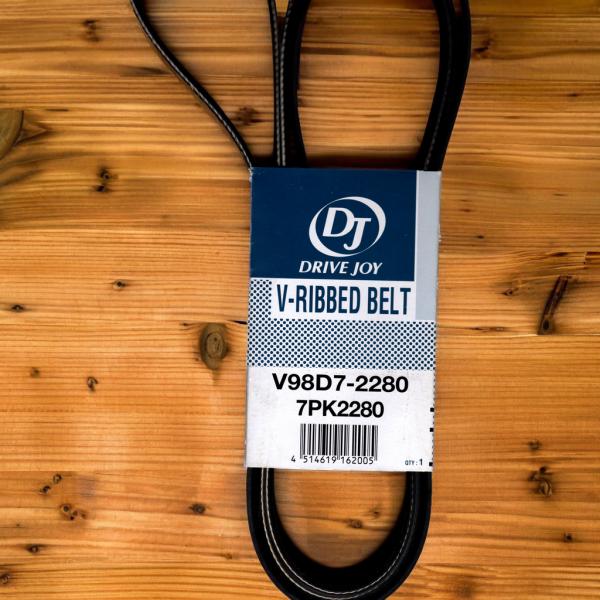 DJ
DRIVE JOY
V-RIBBED BELT
V98D7-2280
7PK2280
4 514619 162005
QTY : 1